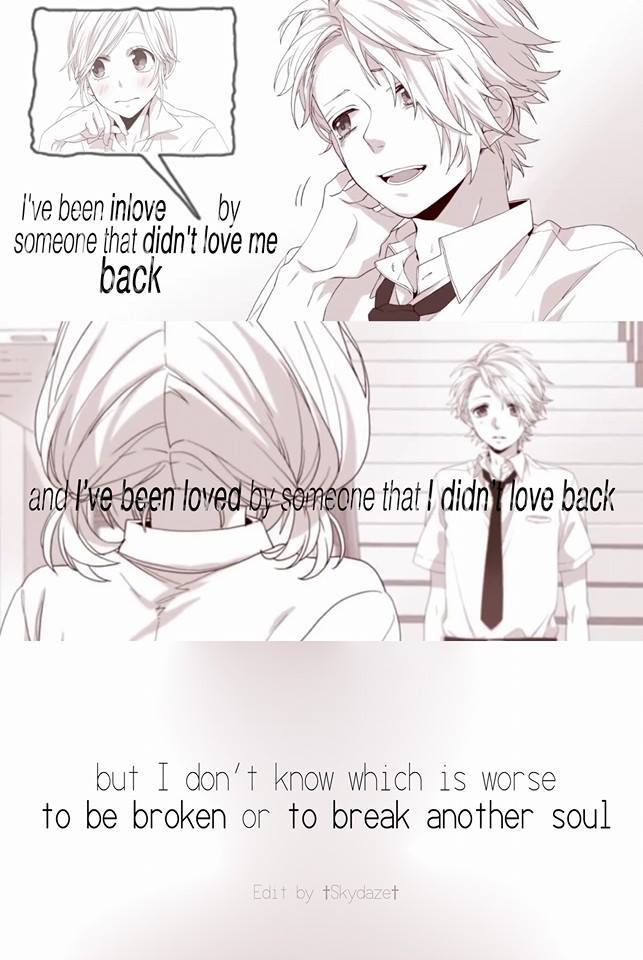 I've been inlove by
someone that didn't love me
back
and I've been loved by someone that I didn't love back
but I don't know which is worse
to be broken or to break another soul
Edit by †Skydaze†